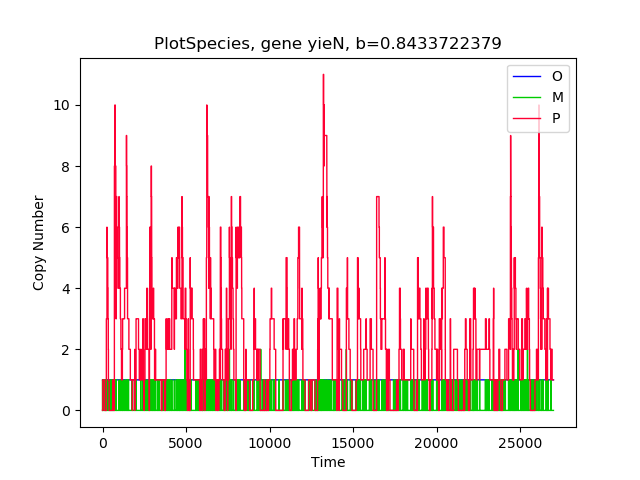 PlotSpecies, gene yieN, b=0.8433722379
O
M
P
Copy Number
10
8
6
4
2
0
0 5000 10000 15000 20000 25000
Time